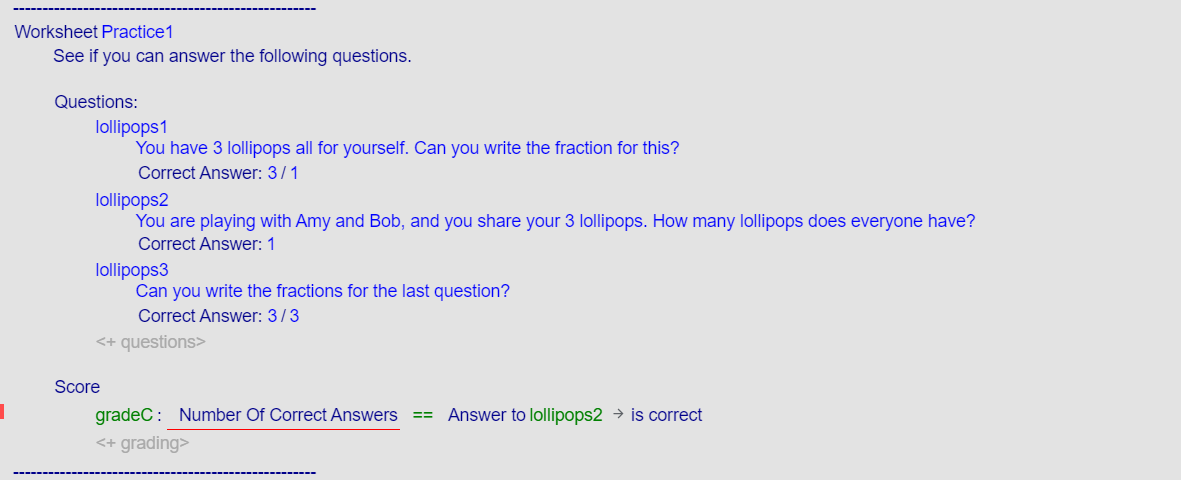 Worksheet Practice1
See if you can answer the following questions.
Questions:
lollipops1
You have 3 lollipops all for yourself. Can you write the fraction for this?
Correct Answer: 3 / 1
lollipops2
You are playing with Amy and Bob, and you share your 3 lollipops. How many lollipops does everyone have?
Correct Answer: 1
lollipops3
Can you write the fractions for the last question?
Correct Answer: 3 / 3
<+ questions>
Score
gradeC : Number Of Correct Answers == Answer to lollipops2 → is correct
<+ grading>